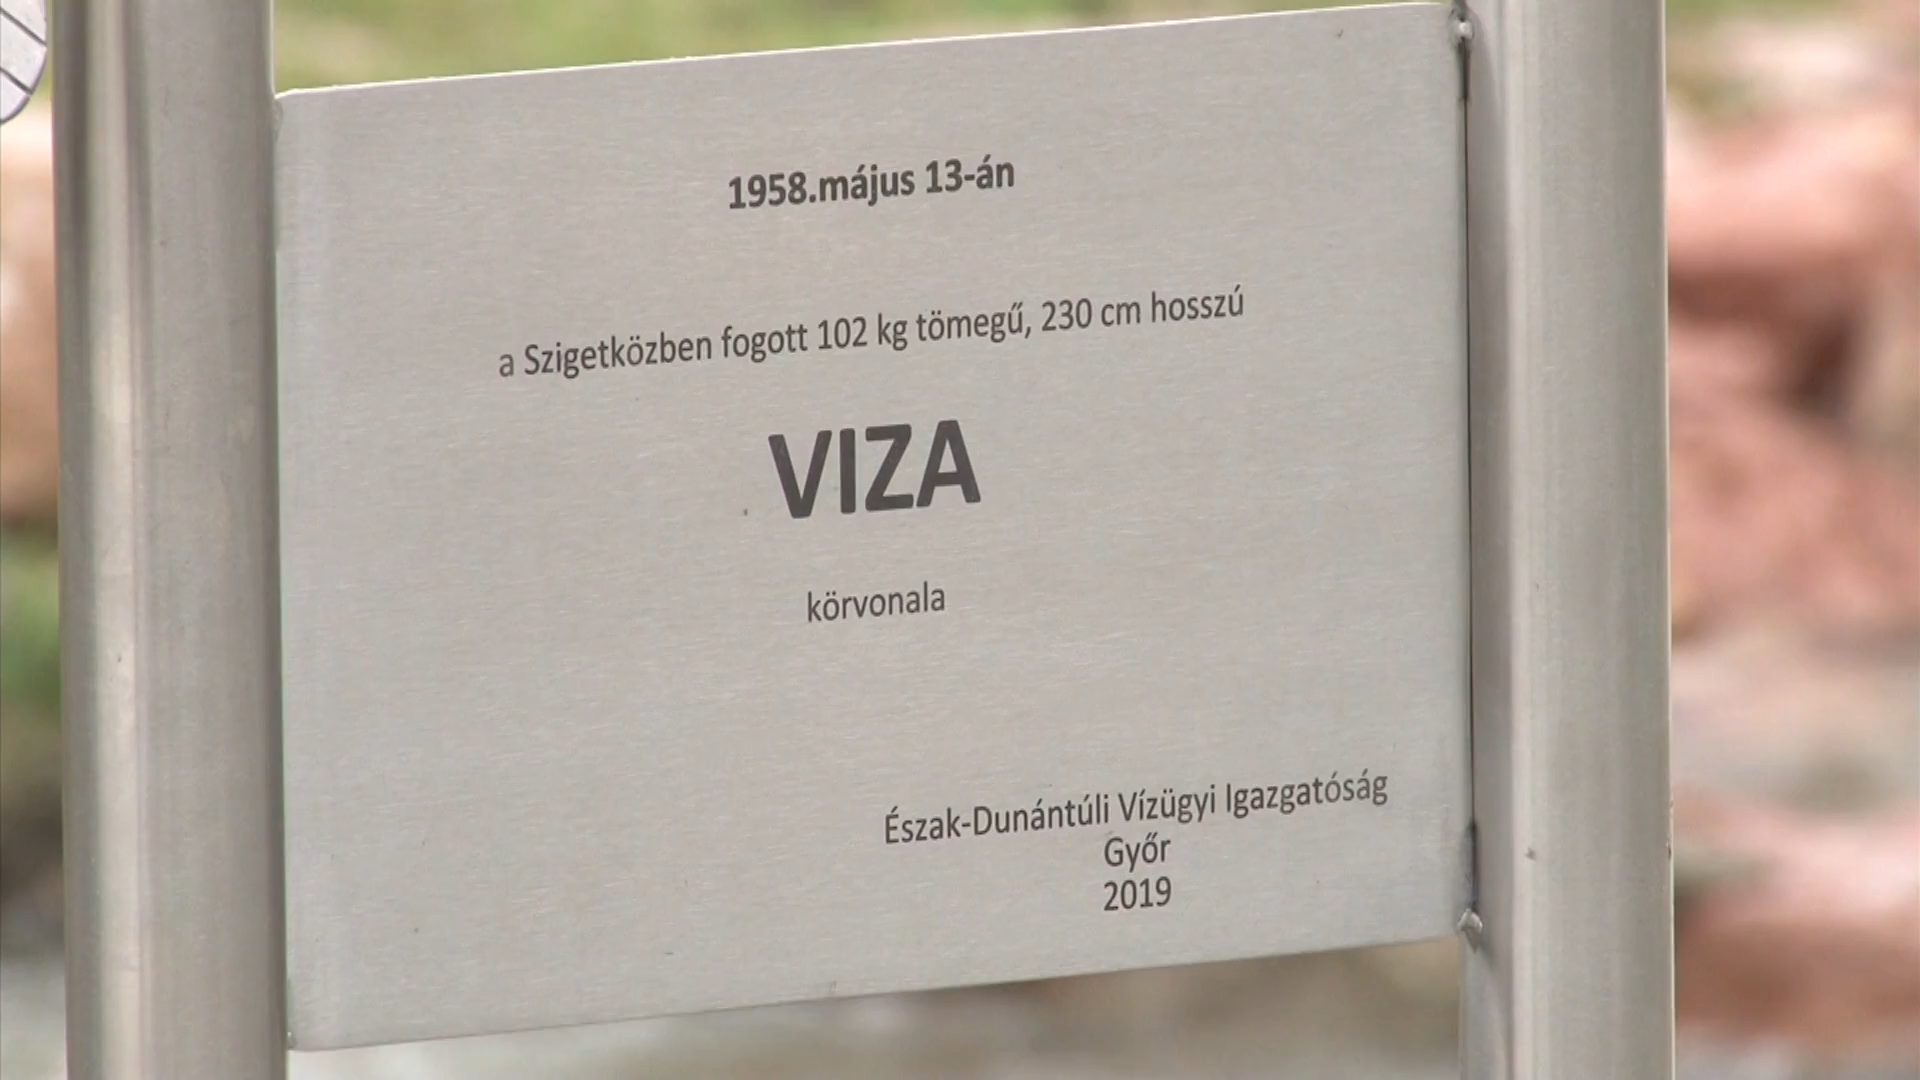 1958.május 13-án
a Szigetközben fogott 102 kg tömegű, 230 cm hosszú
VIZA
körvonala
Észak-Dunántúli Vízügyi Igazgatóság
Győr
2019